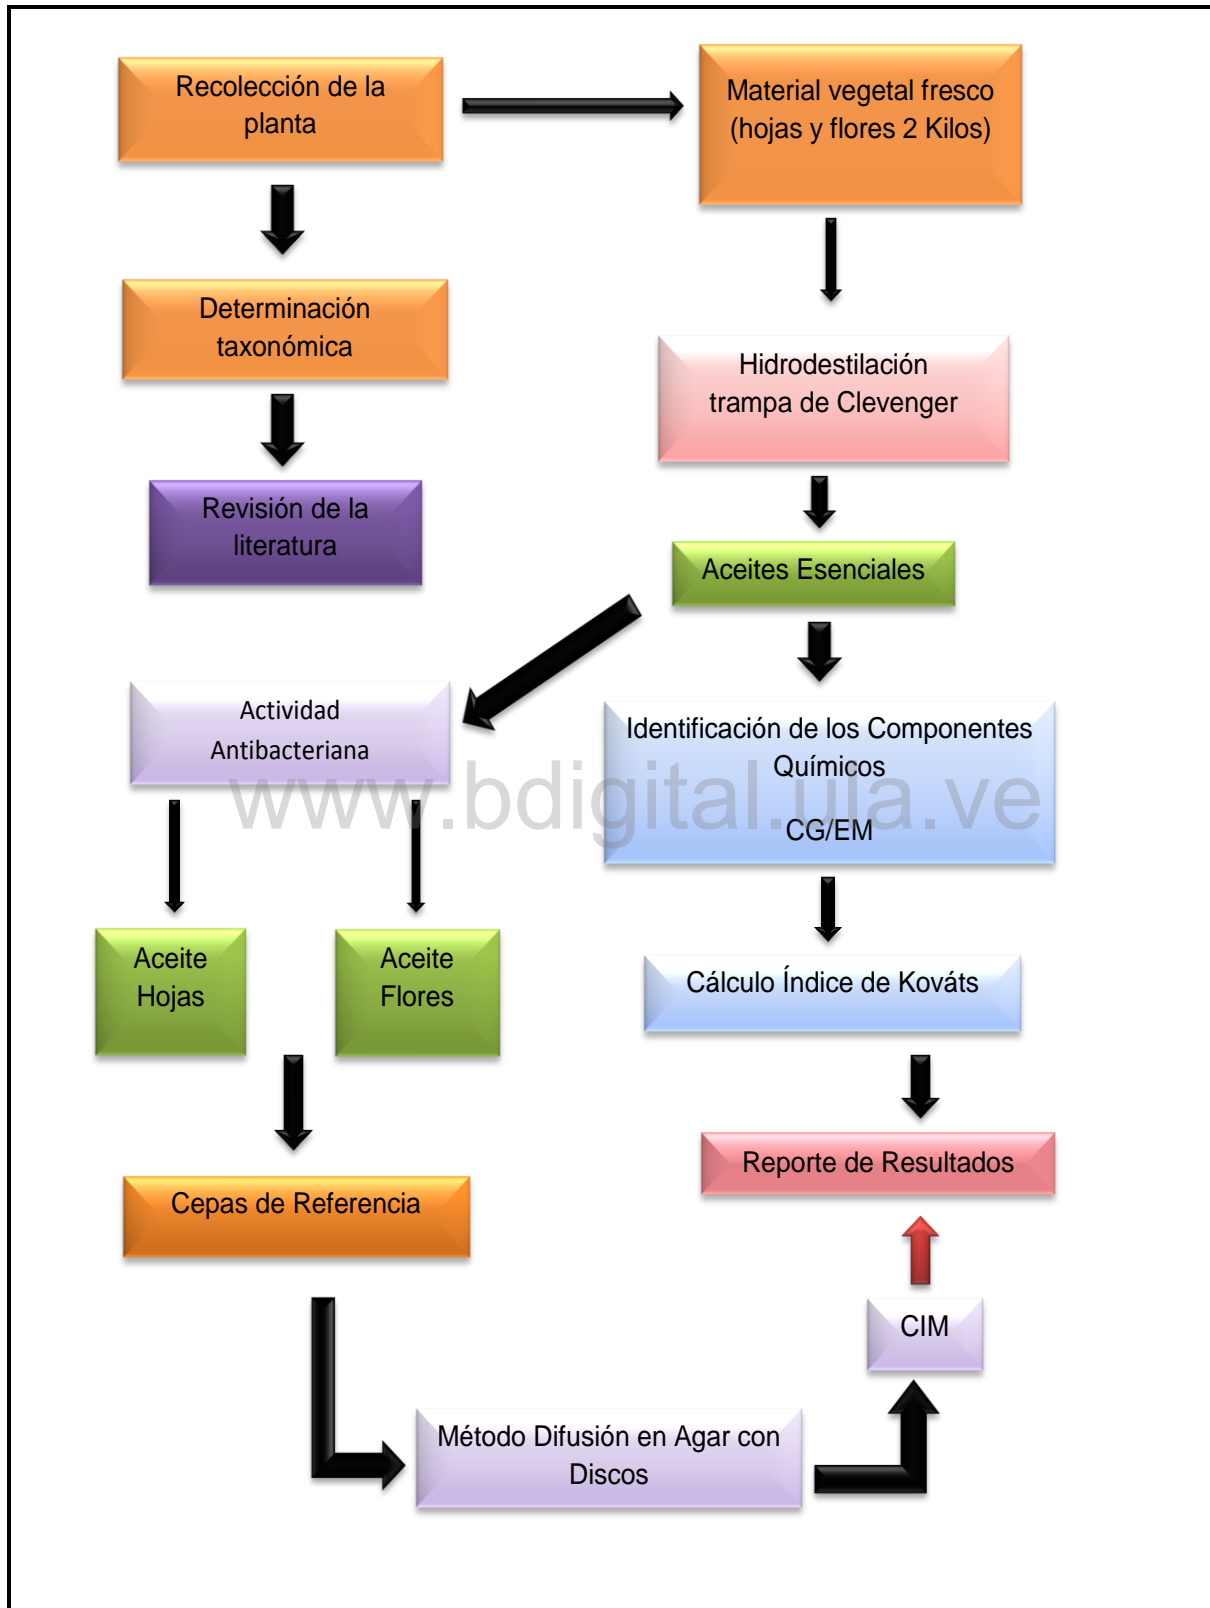 Recolección de la
planta
Material vegetal fresco
(hojas y flores 2 Kilos)
Determinación
taxonómica
Hidrodestilación
trampa de Clevenger
Revisión de la
literatura
Aceites Esenciales
Actividad
Antibacteriana
Identificación de los Componentes
Químicos
CG/EM
www.bdigital.ula.ve
Aceite
Hojas
Aceite
Flores
Cálculo Índice de Kováts
Reporte de Resultados
Cepas de Referencia
CIM
Método Difusión en Agar con
Discos